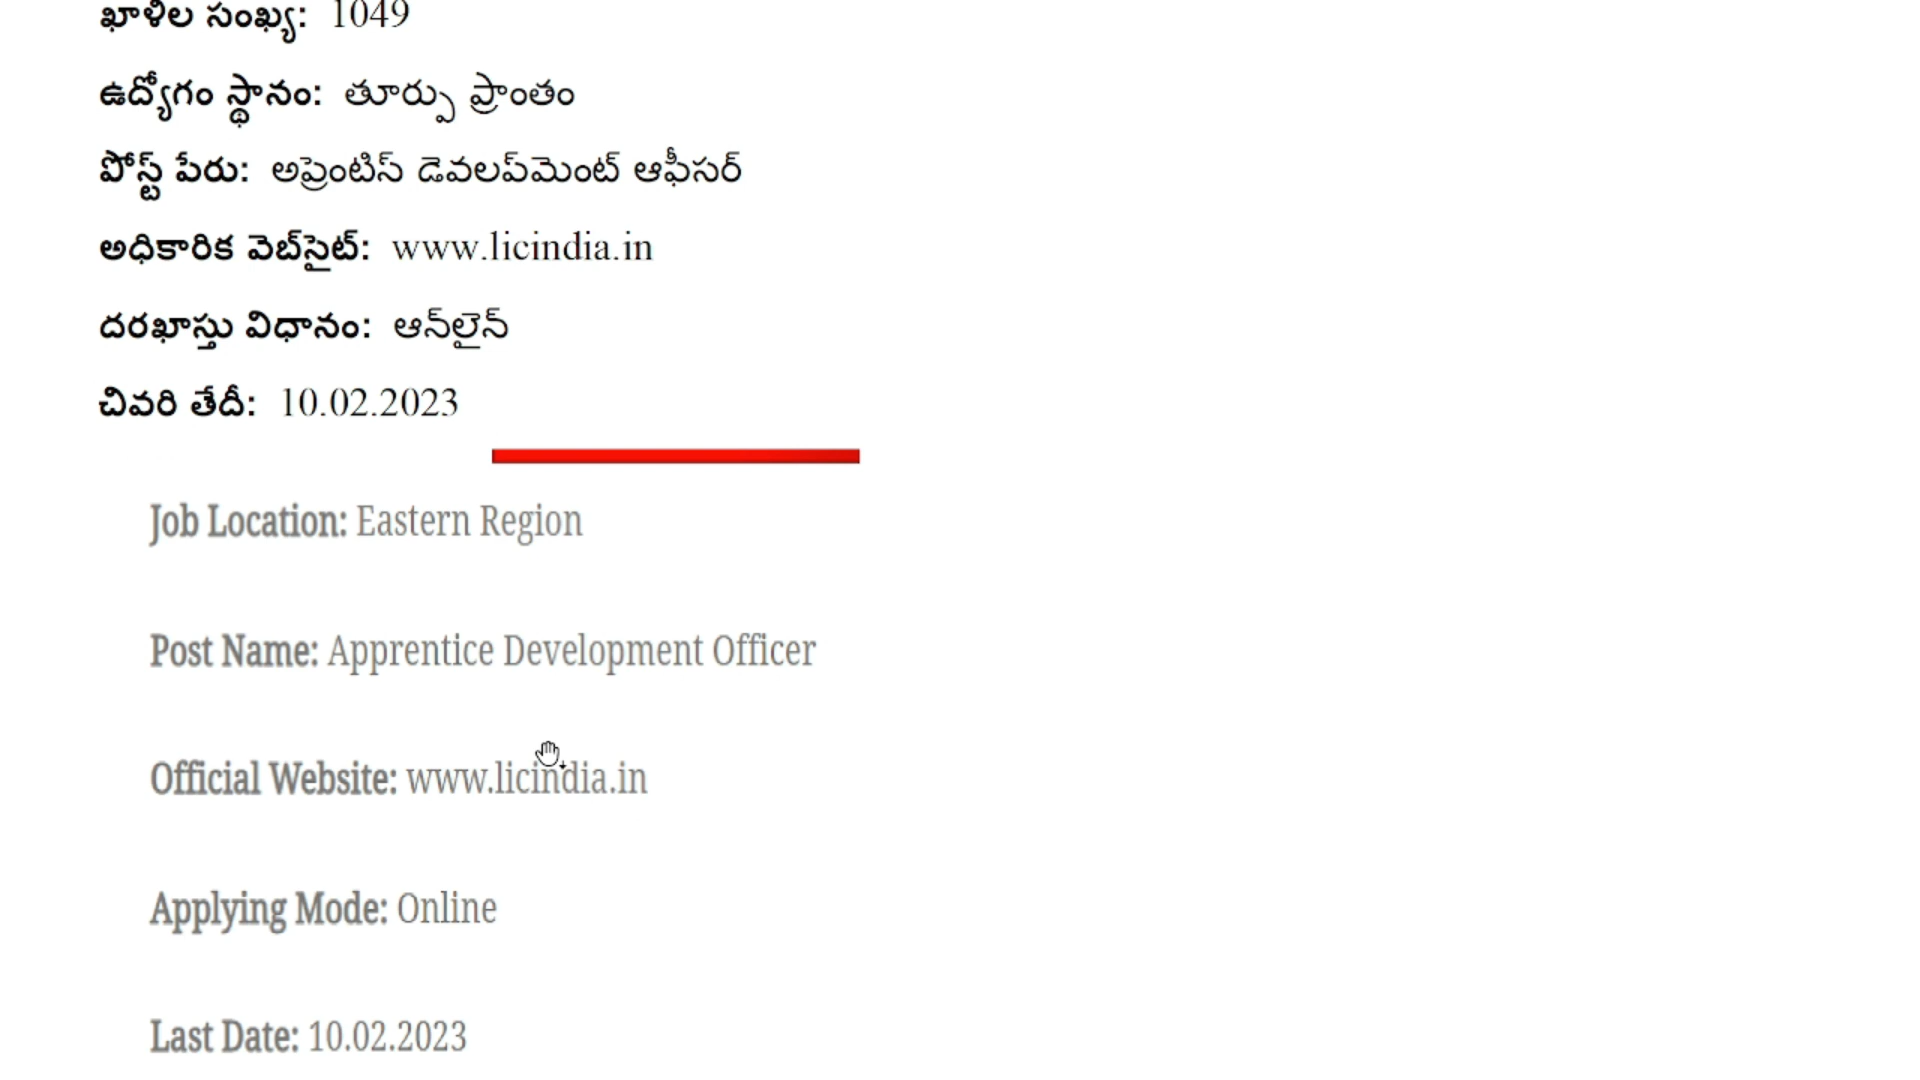 ఖాళీల సంఖ్య: 1049
ఉద్యోగం స్థానం: తూర్పు ప్రాంతం
పోస్ట్ పేరు: అప్రెంటిస్ డెవలప్‌మెంట్ ఆఫీసర్
అధికారిక వెబ్‌సైట్: www.licindia.in
దరఖాస్తు విధానం: ఆన్‌లైన్
చివరి తేదీ: 10.02.2023
Job Location: Eastern Region
Post Name: Apprentice Development Officer
Official Website: www.licindia.in
Applying Mode: Online
Last Date: 10.02.2023